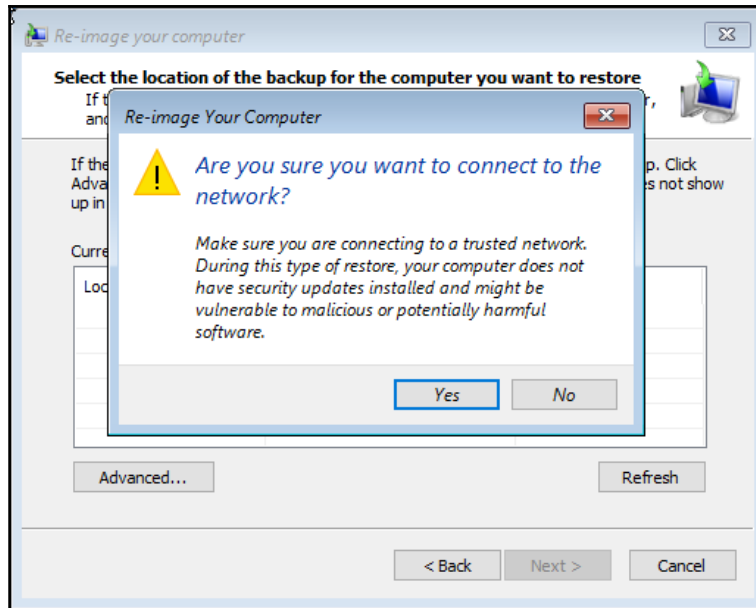 Re-image your computer
Select the location of the backup for the computer you want to restore
If t r,
and
Re-image Your Computer
If the p. Click
Adva es not show
up in
Are you sure you want to connect to the
network?
Make sure you are connecting to a trusted network.
During this type of restore, your computer does not
have security updates installed and might be
vulnerable to malicious or potentially harmful
software.
Curre
Loc
Yes No
Advanced... Refresh
< Back Next > Cancel